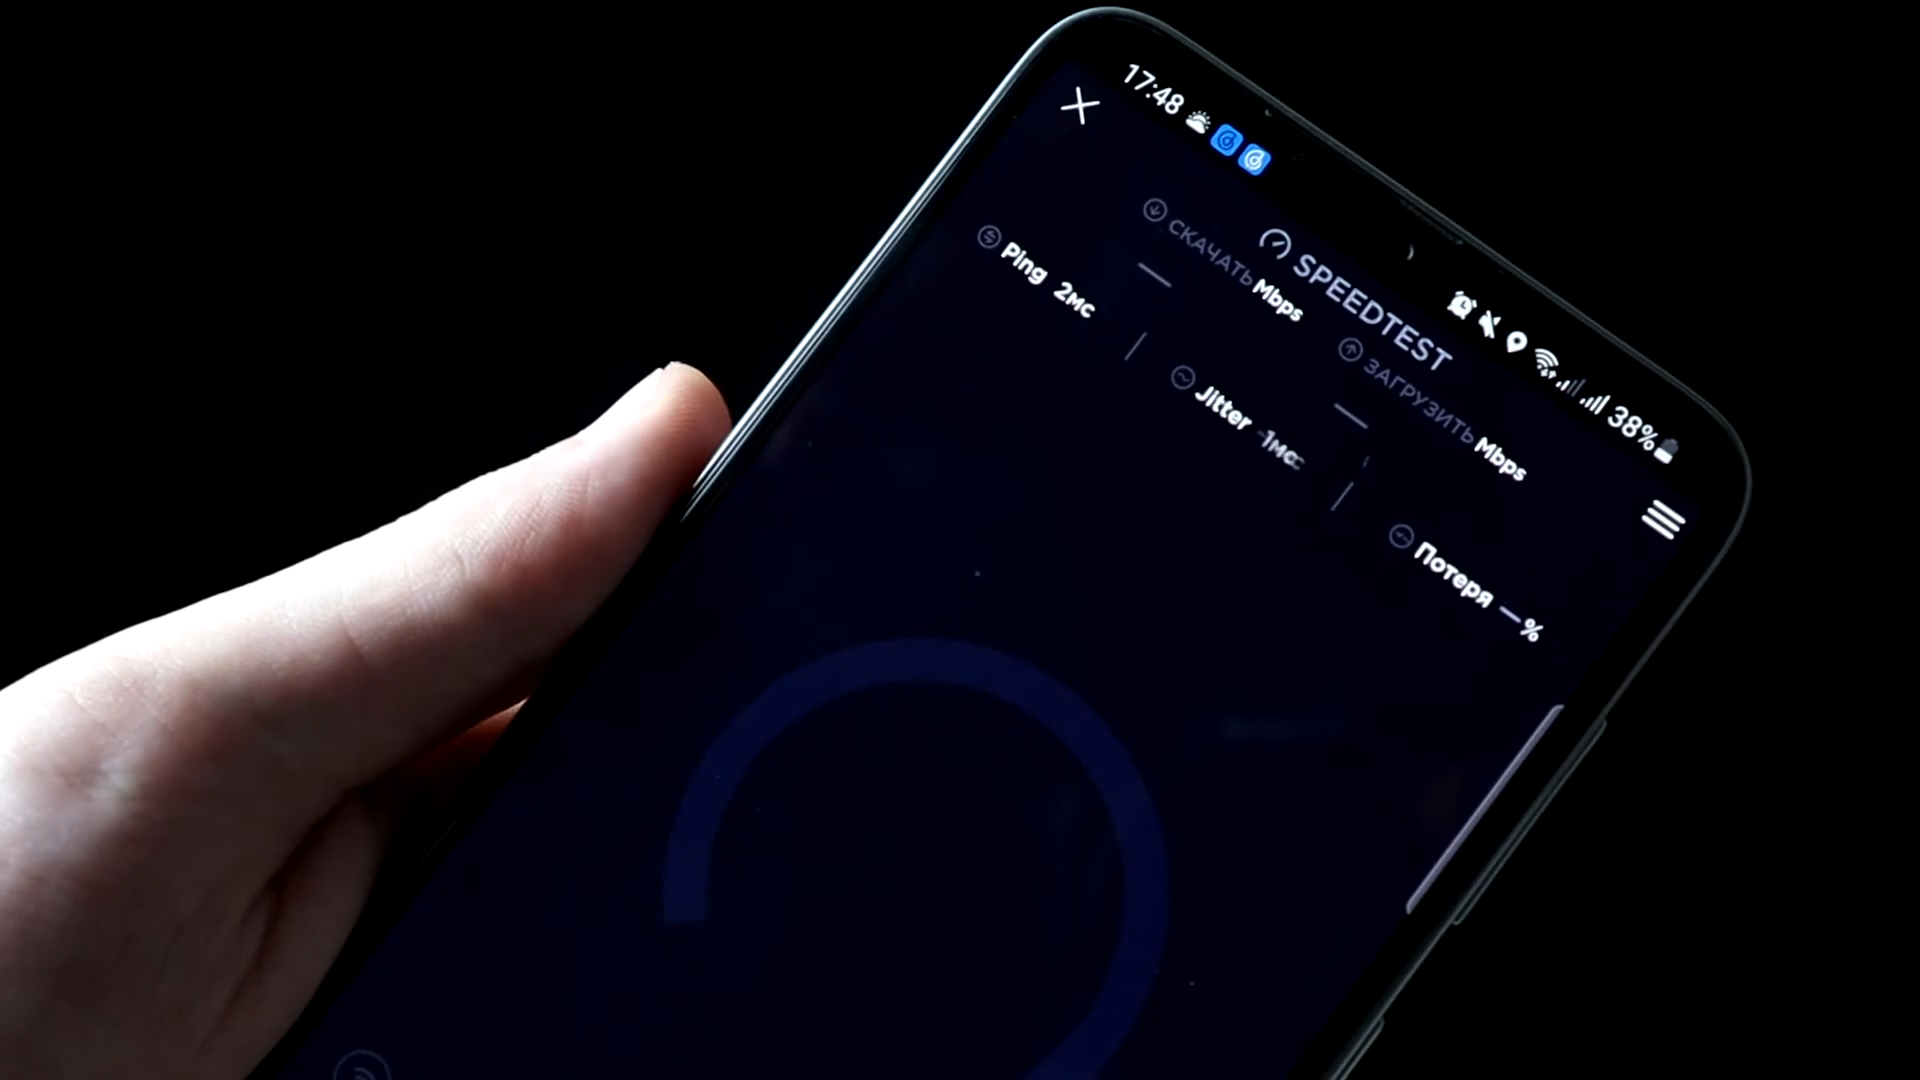 17:48
38%
SPEEDTEST
СКАЧАТЬ Mbps
ЗАГРУЗИТЬ Mbps
Ping 2мс
Jitter 1мс
Потеря — %